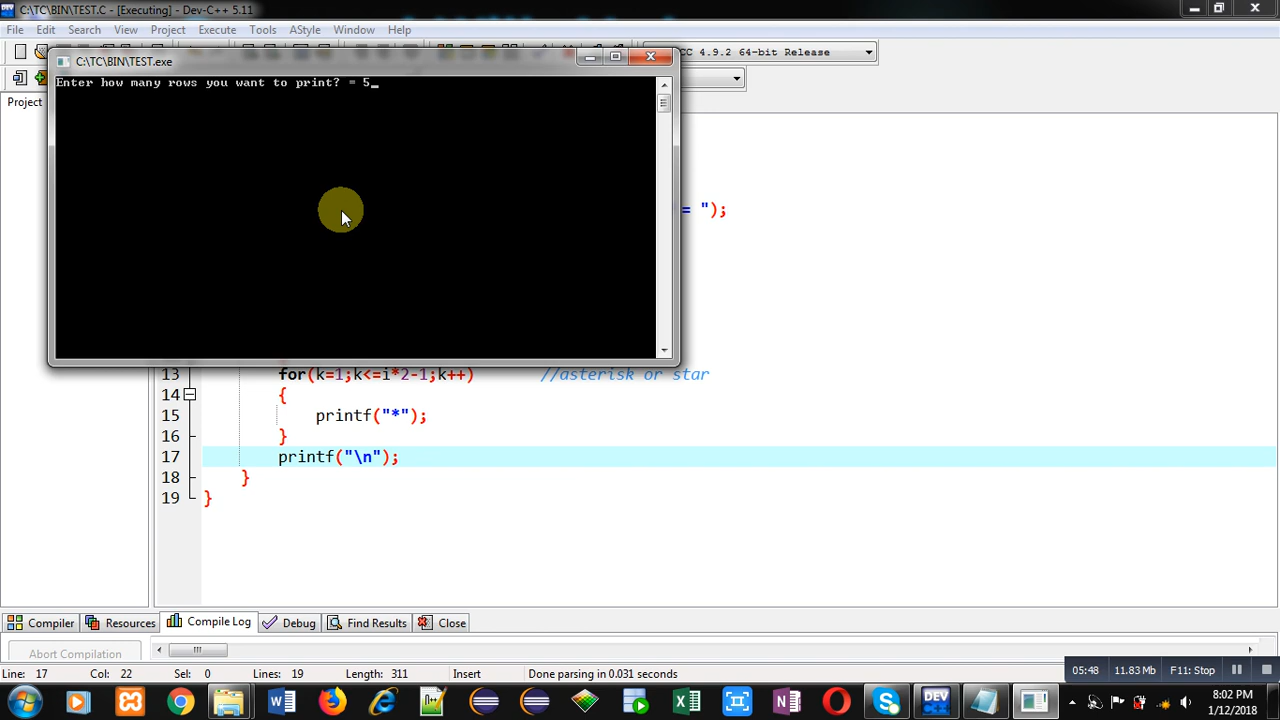 C:\TC\BIN\TEST.C - [Executing] - Dev-C++ 5.11
File Edit Search View Project Execute Tools AStyle Window Help
CC 4.9.2 64-bit Release
C:\TC\BIN\TEST.exe
Enter how many rows you want to print? = 5_
Project
= ");
13 for(k=1;k<=i*2-1;k++) //asterisk or star
14 {
15 printf("*");
16 }
17 printf("\n");
18 }
19 }
Compiler Resources Compile Log Debug Find Results Close
Abort Compilation
Line: 17 Col: 22 Sel: 0 Lines: 19 Length: 311 Insert Done parsing in 0.031 seconds
05:48 11.83 Mb F11: Stop
DEV C++
8:02 PM
1/12/2018